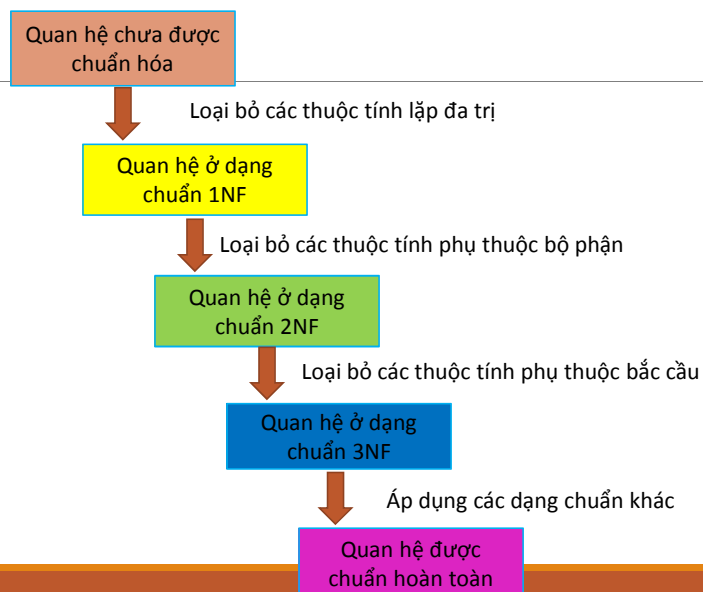 Quan hệ chưa được
chuẩn hóa
Loại bỏ các thuộc tính lặp đa trị
Quan hệ ở dạng
chuẩn 1NF
Loại bỏ các thuộc tính phụ thuộc bộ phận
Quan hệ ở dạng
chuẩn 2NF
Loại bỏ các thuộc tính phụ thuộc bắc cầu
Quan hệ ở dạng
chuẩn 3NF
Áp dụng các dạng chuẩn khác
Quan hệ được
chuẩn hoàn toàn